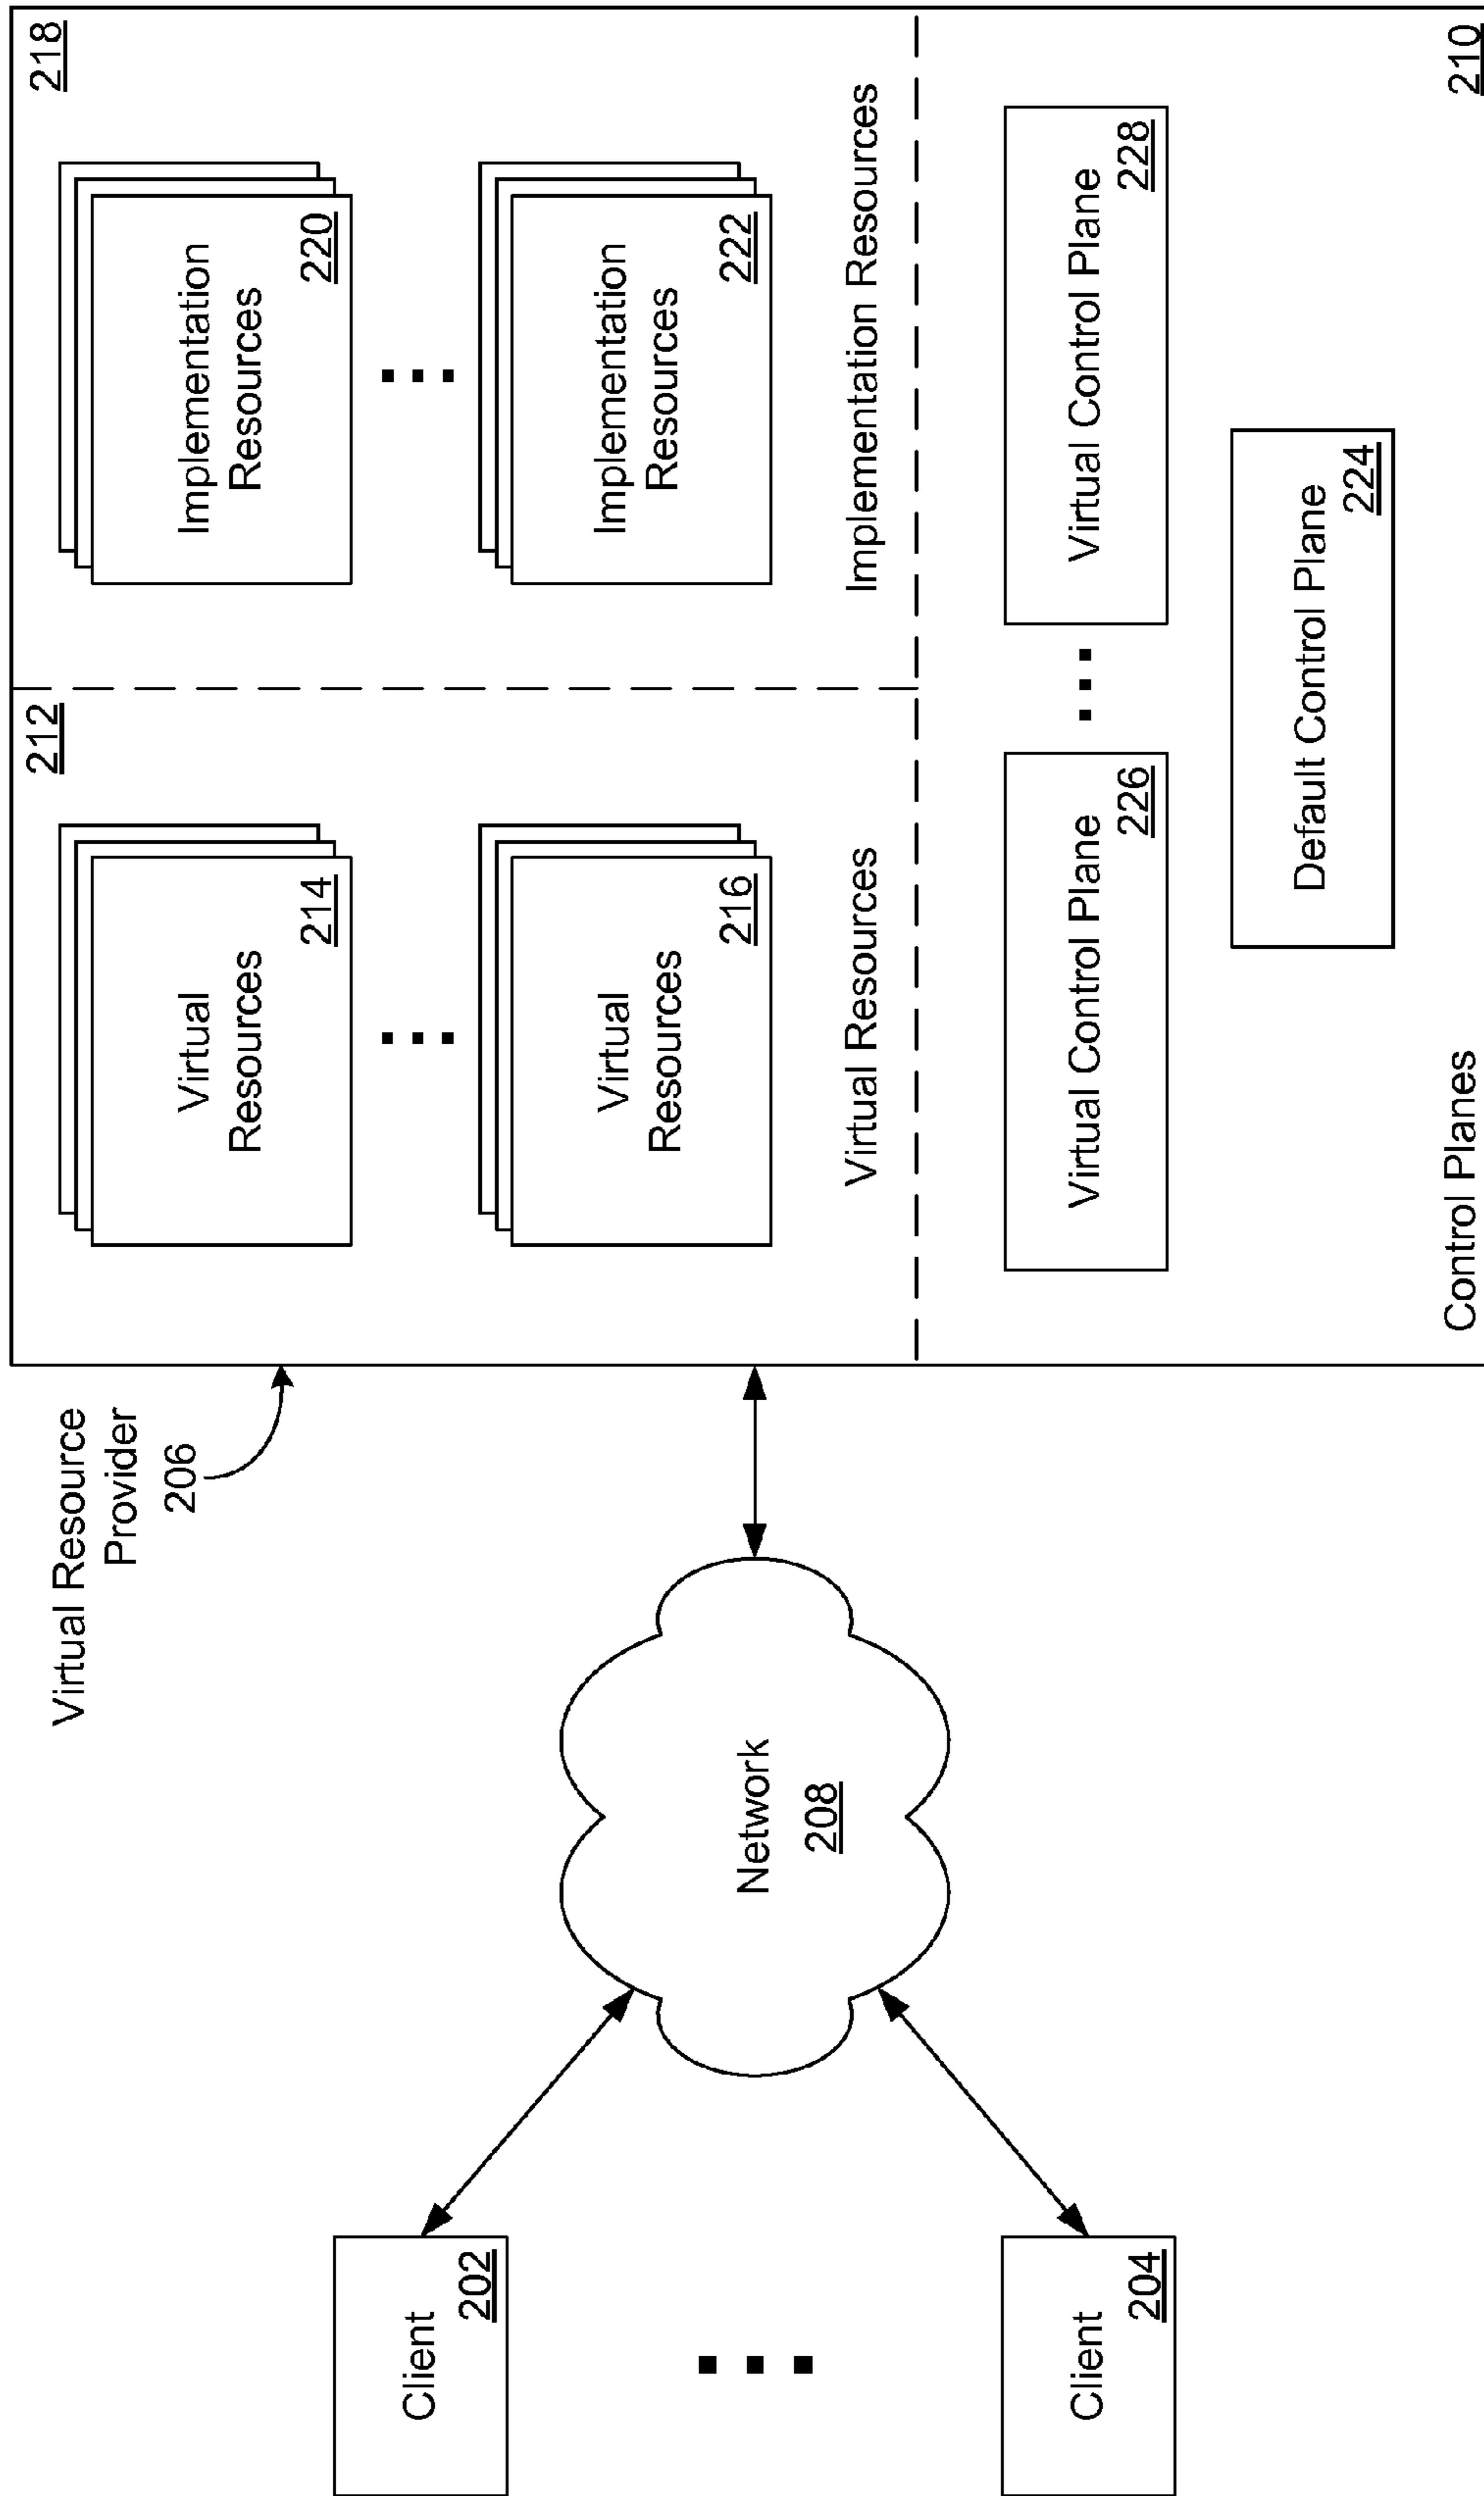 Client
202
Client
204
Network
208
Virtual Resource
Provider
206
212
Virtual
Resources
214
Virtual
Resources
216
Virtual Resources
218
Implementation
Resources
220
Implementation
Resources
222
Implementation Resources
Virtual Control Plane
226
Virtual Control Plane
228
Default Control Plane
224
Control Planes
210